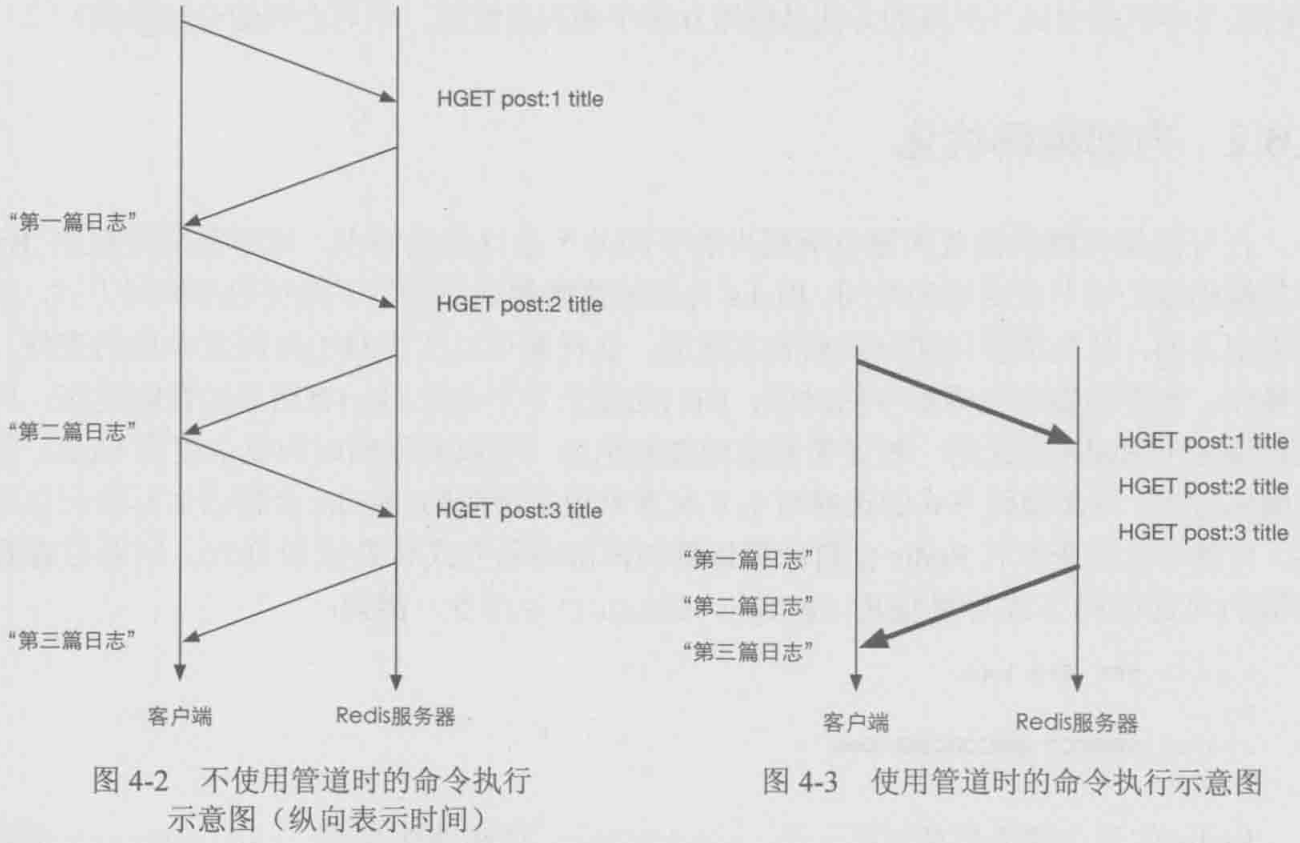 HGET post:1 title
“第一篇日志”
HGET post:2 title
“第二篇日志”
HGET post:3 title
“第三篇日志”
客户端
Redis服务器
图 4-2 不使用管道时的命令执行
示意图（纵向表示时间）
HGET post:1 title
HGET post:2 title
HGET post:3 title
“第一篇日志”
“第二篇日志”
“第三篇日志”
客户端
Redis服务器
图 4-3 使用管道时的命令执行示意图